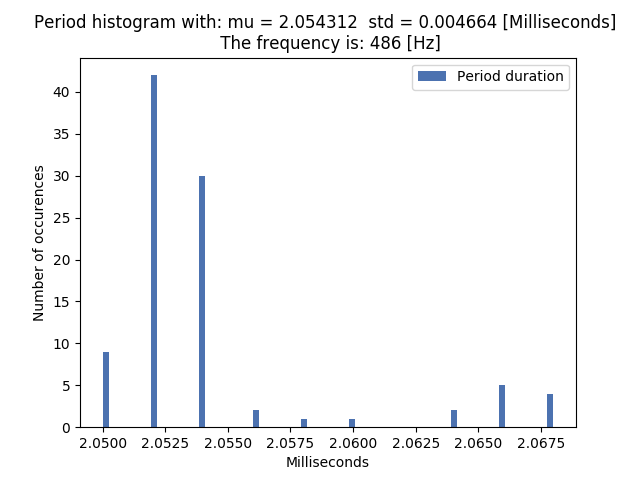 Period histogram with: mu = 2.054312  std = 0.004664 [Milliseconds]
The frequency is: 486 [Hz]
Period duration
Number of occurences
40
35
30
25
20
15
10
5
0
2.0500 2.0525 2.0550 2.0575 2.0600 2.0625 2.0650 2.0675
Milliseconds